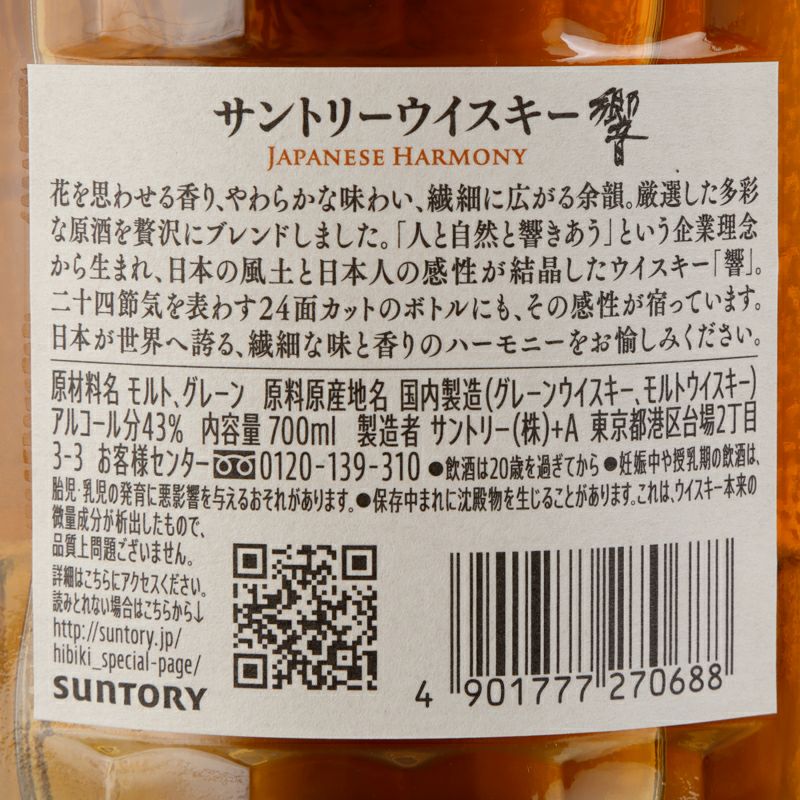 サントリーウイスキー響
JAPANESE HARMONY
花を思わせる香り、やわらかな味わい、繊細に広がる余韻。厳選した多彩
な原酒を贅沢にブレンドしました。「人と自然と響きあう」という企業理念
から生まれ、日本の風土と日本人の感性が結晶したウイスキー「響」。
二十四節気を表わす24面カットのボトルにも、その感性が宿っています。
日本が世界へ誇る、繊細な味と香りのハーモニーをお愉しみください。
原材料名 モルト、グレーン 原料原産地名 国内製造(グレーンウイスキー、モルトウイスキー)
アルコール分43% 内容量 700ml 製造者 サントリー(株)+A 東京都港区台場2丁目
3-3 お客様センター 0120-139-310 ●飲酒は20歳を過ぎてから ●妊娠中や授乳期の飲酒は、
胎児・乳児の発育に悪影響を与えるおそれがあります。●保存中まれに沈殿物を生じることがあります。これは、ウイスキー本来の
微量成分が析出したもので、
品質上問題ございません。
詳細はこちらにアクセスください。
読みとれない場合はこちらから↓
http://suntory.jp/
hibiki_special-page/
SUNTORY
4 901777 270688